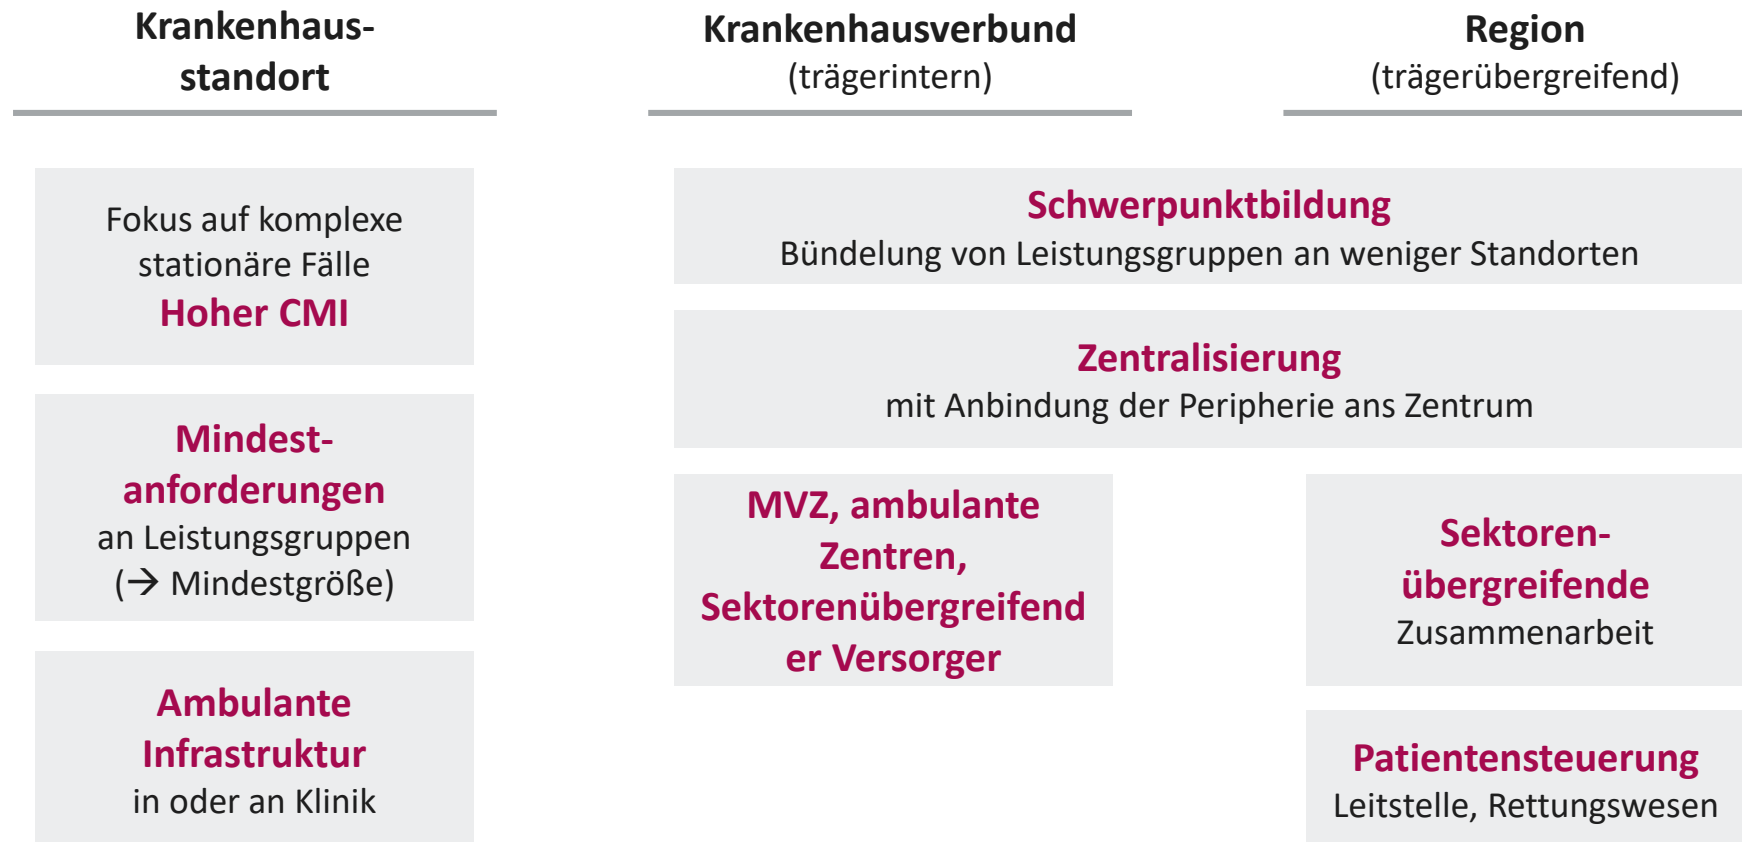 Krankenhaus-
standort
Krankenhausverbund
(trägerintern)
Region
(trägerübergreifend)
Fokus auf komplexe
stationäre Fälle
Hoher CMI
Mindest-
anforderungen
an Leistungsgruppen
(→ Mindestgröße)
Ambulante
Infrastruktur
in oder an Klinik
Schwerpunktbildung
Bündelung von Leistungsgruppen an weniger Standorten
Zentralisierung
mit Anbindung der Peripherie ans Zentrum
MVZ, ambulante
Zentren,
Sektorenübergreifend
er Versorger
Sektoren-
übergreifende
Zusammenarbeit
Patientensteuerung
Leitstelle, Rettungswesen